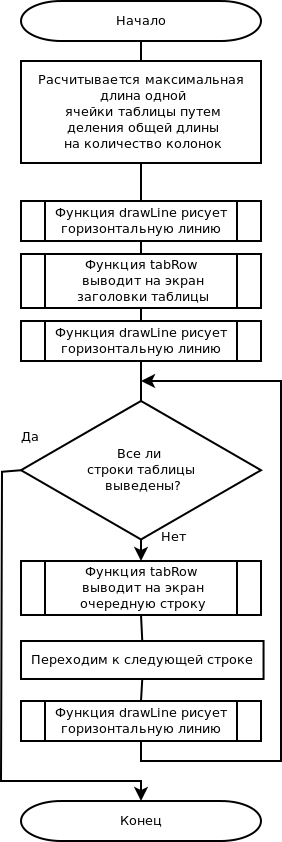 Начало
Расчитывается максимальная
длина одной
ячейки таблицы путем
деления общей длины
на количество колонок
Функция drawLine рисует
горизонтальную линию
Функция tabRow
выводит на экран
заголовки таблицы
Функция drawLine рисует
горизонтальную линию
Да
Все ли
строки таблицы
выведены?
Нет
Функция tabRow
выводит на экран
очередную строку
Переходим к следующей строке
Функция drawLine рисует
горизонтальную линию
Конец